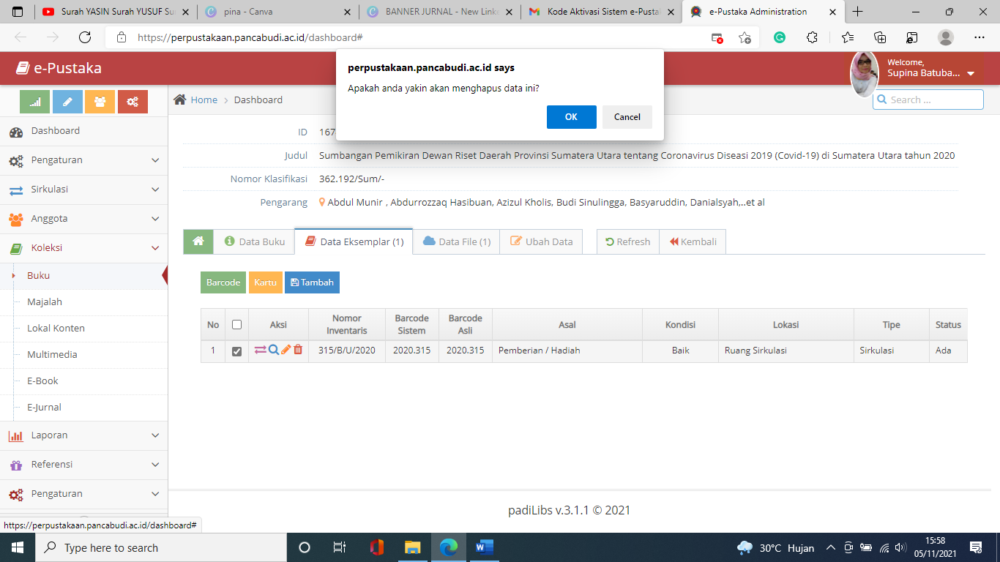 Surah YASIN Surah YUSUF Su
pina - Canva
BANNER JURNAL - New Linke
Kode Aktivasi Sistem e-Pustak
e-Pustaka Administration
https://perpustakaan.pancabudi.ac.id/dashboard#
e-Pustaka
perpustakaan.pancabudi.ac.id says
Apakah anda yakin akan menghapus data ini?
OK
Cancel
Welcome,
Supina Batuba...
Search ...
Home
Dashboard
Dashboard
Pengaturan
Sirkulasi
Anggota
Koleksi
Buku
Majalah
Lokal Konten
Multimedia
E-Book
E-Jurnal
Laporan
Referensi
Pengaturan
ID 167
Judul Sumbangan Pemikiran Dewan Riset Daerah Provinsi Sumatera Utara tentang Coronavirus Diseasi 2019 (Covid-19) di Sumatera Utara tahun 2020
Nomor Klasifikasi 362.192/Sum/-
Pengarang Abdul Munir , Abdurrozzaq Hasibuan, Azizul Kholis, Budi Sinulingga, Basyaruddin, Danialsyah,..et al
Data Buku
Data Eksemplar (1)
Data File (1)
Ubah Data
Refresh
Kembali
Barcode
Kartu
Tambah
No Aksi Nomor Inventaris Barcode Sistem Barcode Asli Asal Kondisi Lokasi Tipe Status
1 315/B/U/2020 2020.315 2020.315 Pemberian / Hadiah Baik Ruang Sirkulasi Sirkulasi Ada
padiLibs v.3.1.1 © 2021
https://perpustakaan.pancabudi.ac.id/dashboard#
Type here to search
30°C Hujan
15:58
05/11/2021